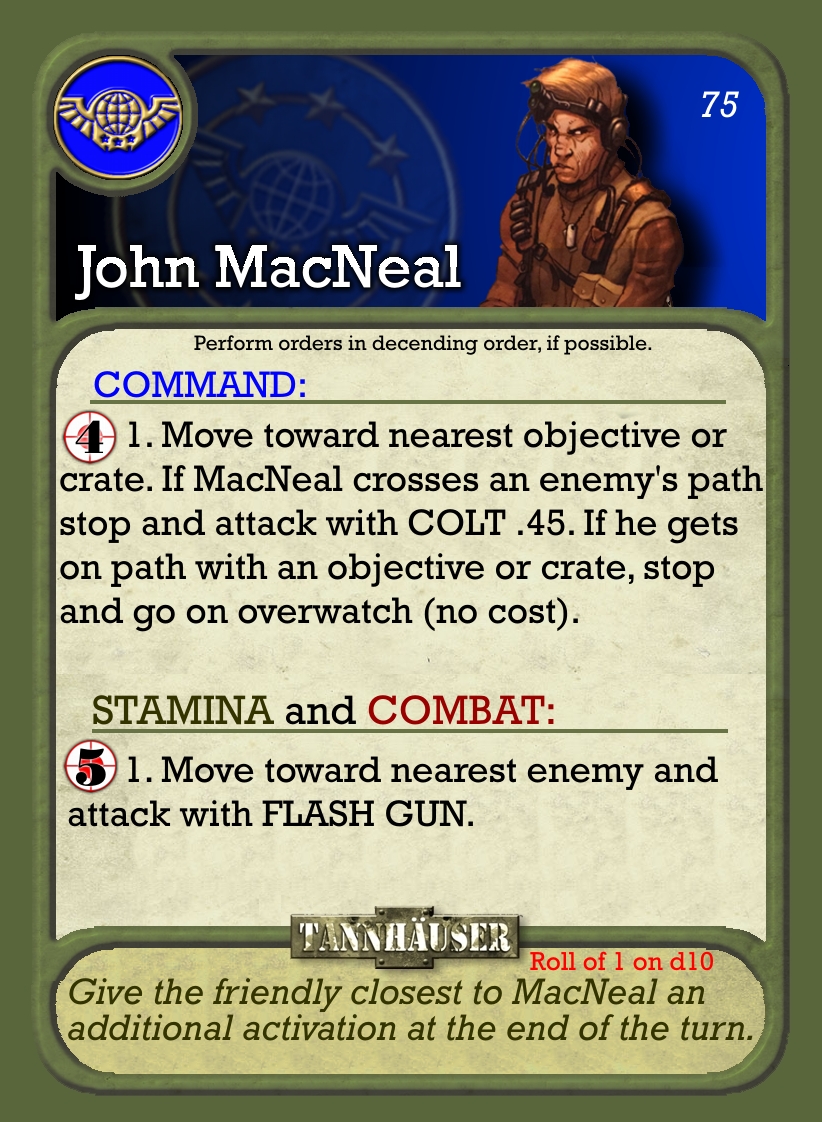 75
John MacNeal
Perform orders in decending order, if possible.
COMMAND:
4 1. Move toward nearest objective or
crate. If MacNeal crosses an enemy's path
stop and attack with COLT .45. If he gets
on path with an objective or crate, stop
and go on overwatch (no cost).
STAMINA and COMBAT:
5 1. Move toward nearest enemy and
attack with FLASH GUN.
TANNHÄUSER
Roll of 1 on d10
Give the friendly closest to MacNeal an
additional activation at the end of the turn.